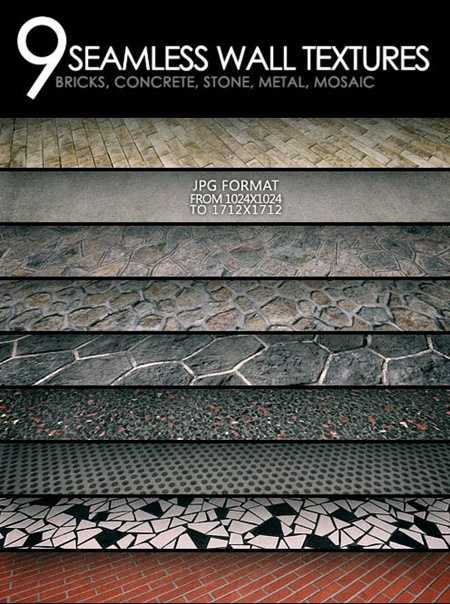 9 SEAMLESS WALL TEXTURES
BRICKS, CONCRETE, STONE, METAL, MOSAIC
JPG FORMAT
FROM 1024X1024
TO 1712X1712